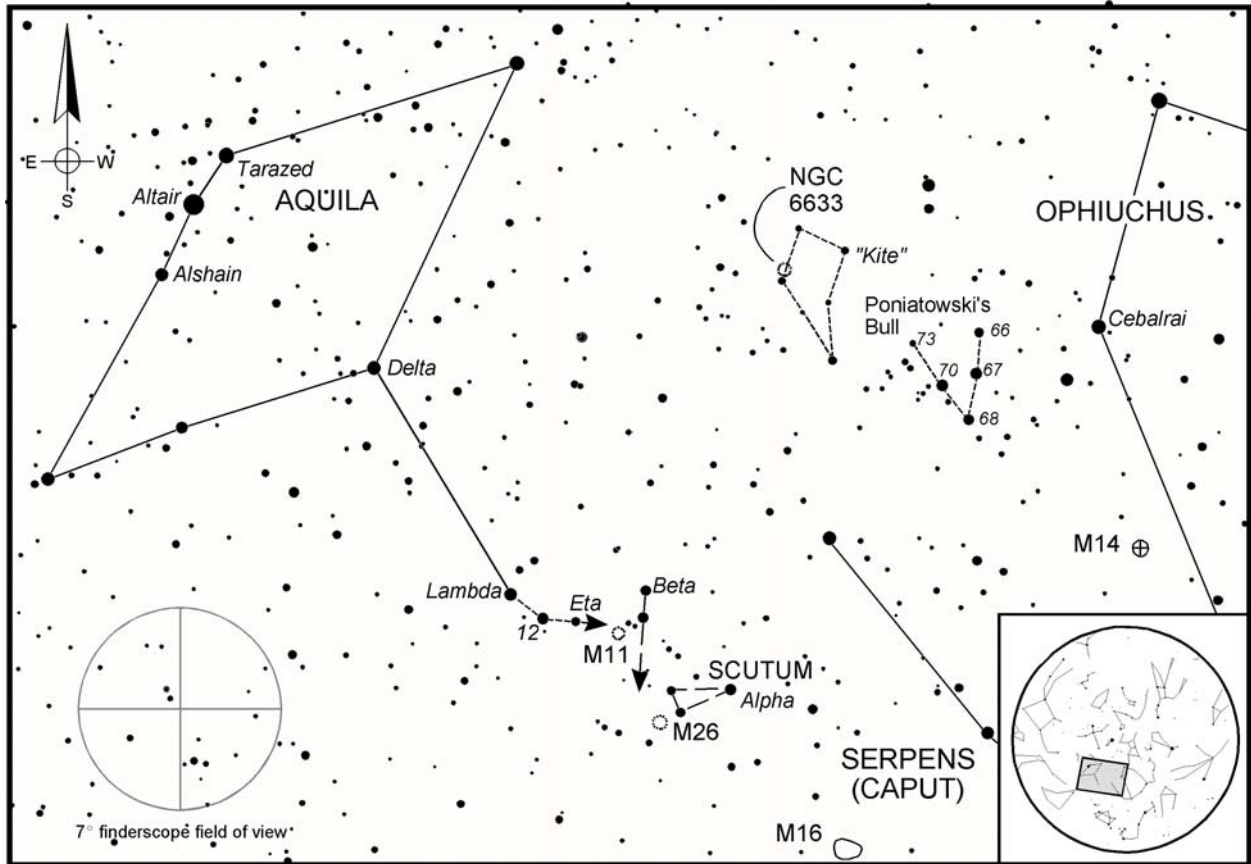 E
W
S
Tarazed
Altair
AQUILA
Alshain
NGC
6633
"Kite"
OPHIUCHUS
Poniatowski's
Bull
73
66
70
67
68
Cebalrai
Delta
M14
Lambda
12
Eta
Beta
M11
SCUTUM
Alpha
M26
SERPENS
(CAPUT)
M16
7° finderscope field of view